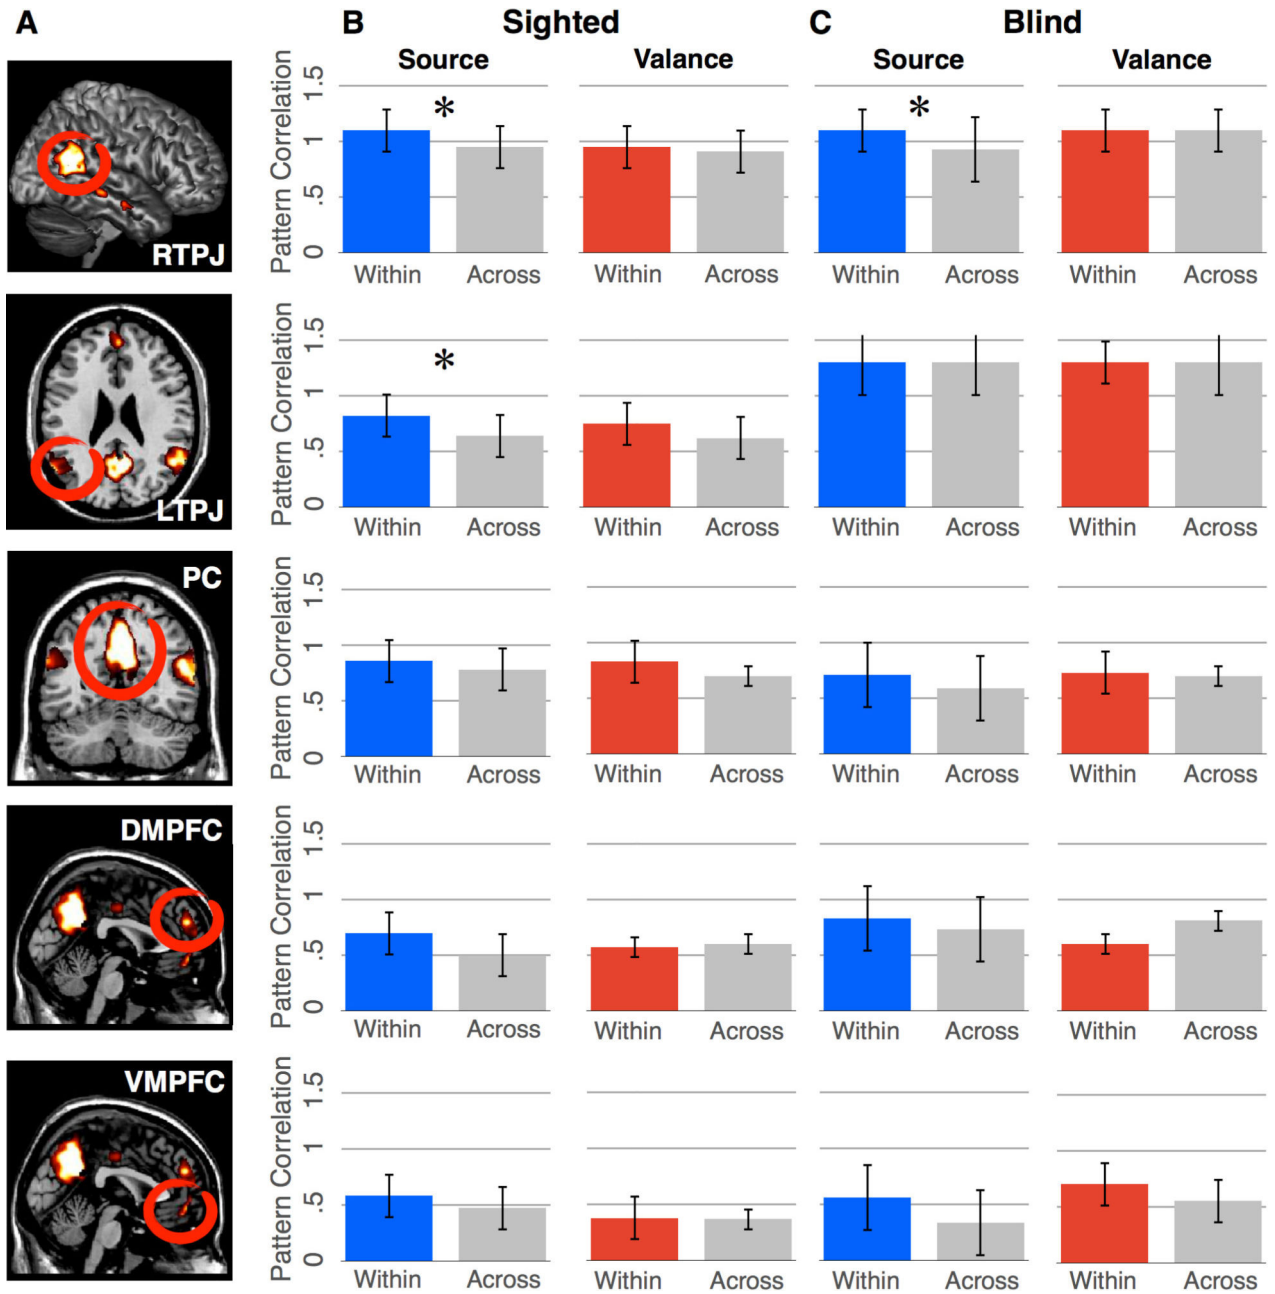 A B Sighted C Blind
Source Valance Source Valance
RTPJ
Pattern Correlation
1.5
1
.5
0
*
*
Within Across Within Across Within Across Within Across
LTPJ
Pattern Correlation
1.5
1
.5
0
*
Within Across Within Across Within Across Within Across
PC
Pattern Correlation
1.5
1
.5
0
Within Across Within Across Within Across Within Across
DMPFC
Pattern Correlation
1.5
1
.5
0
Within Across Within Across Within Across Within Across
VMPFC
Pattern Correlation
1.5
1
.5
0
Within Across Within Across Within Across Within Across